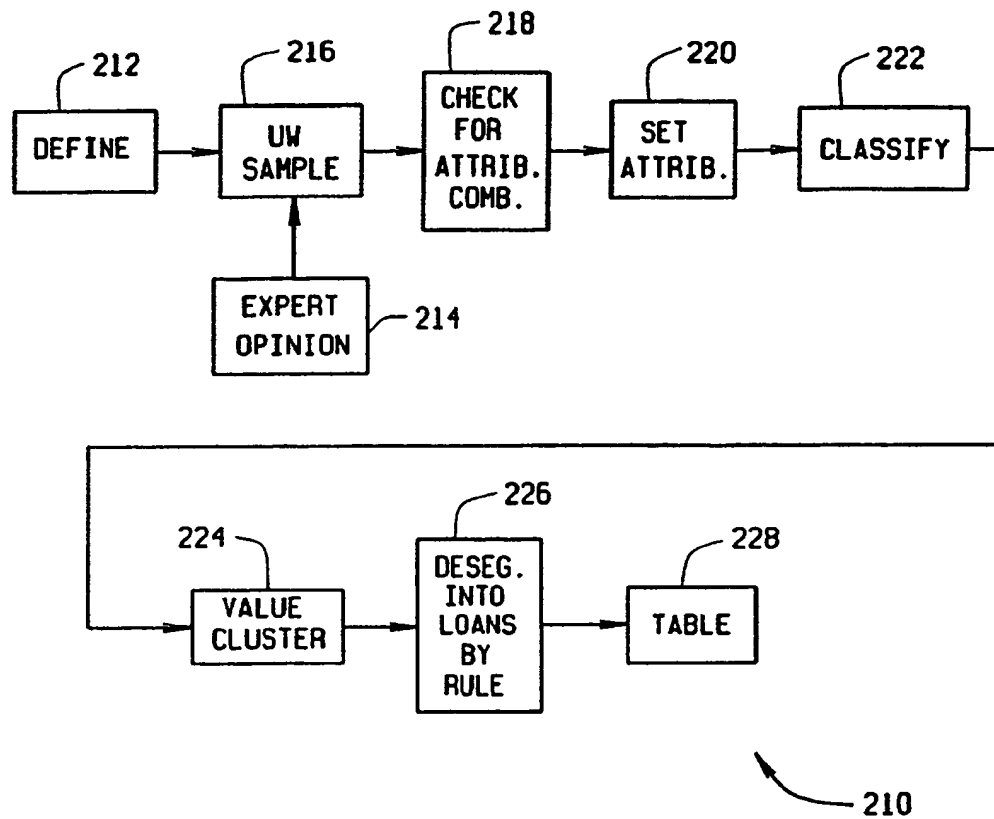 212
216
218
220
222
DEFINE
UW
SAMPLE
CHECK
FOR
ATTRIB.
COMB.
SET
ATTRIB.
CLASSIFY
EXPERT
OPINION
214
224
226
228
VALUE
CLUSTER
DESEG.
INTO
LOANS
BY
RULE
TABLE
210